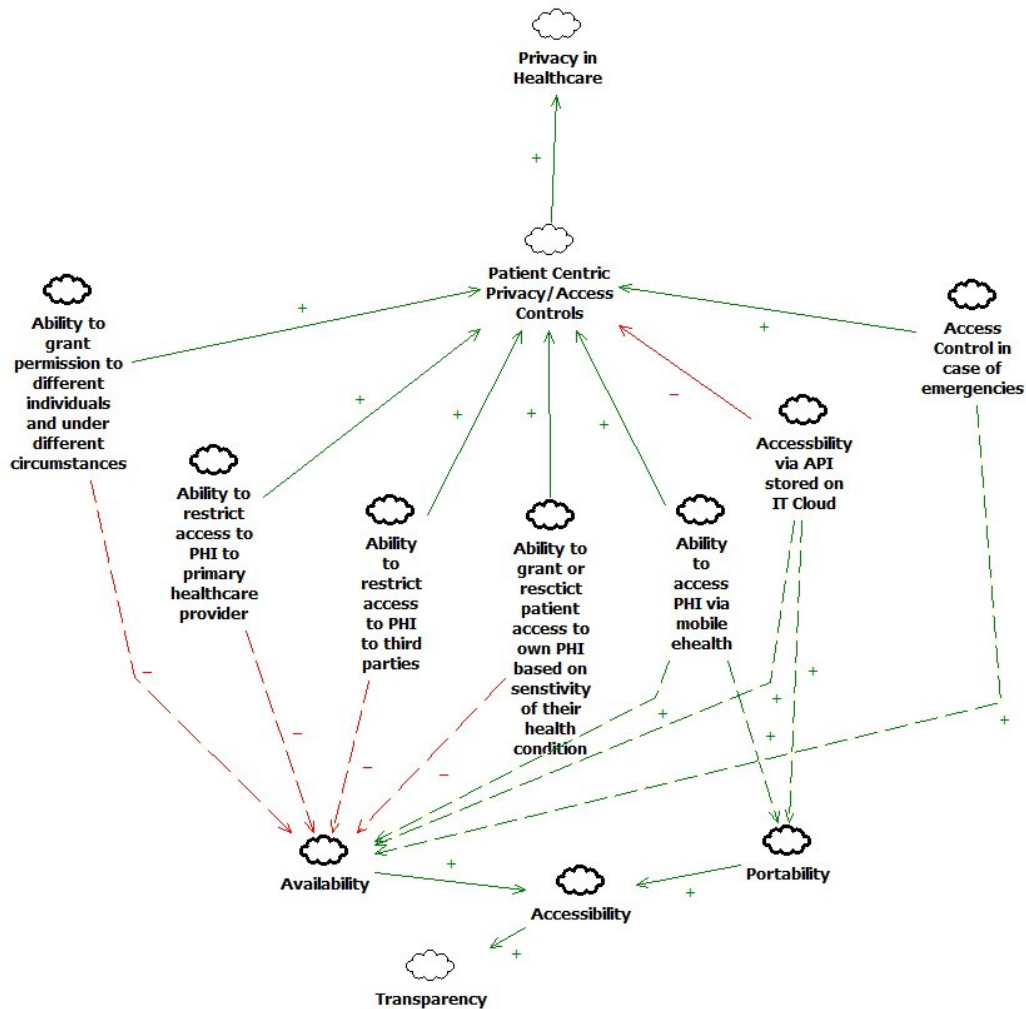 Privacy in
Healthcare
+
Patient Centric
Privacy/Access
Controls
Ability to
grant
permission to
different
individuals
and under
different
circumstances
+
Access
Control in
case of
emergencies
+
−
Accessbility
via API
stored on
IT Cloud
+
+
+
+
Ability to
restrict
access to
PHI to
primary
healthcare
provider
Ability
to
restrict
access
to PHI
to third
parties
Ability to
grant or
resctict
patient
access to
own PHI
based on
senstivity
of their
health
condition
Ability
to
access
PHI via
mobile
ehealth
−
−
−
−
+
+
+
+
+
Availability
+
Portability
+
Accessibility
+
Transparency